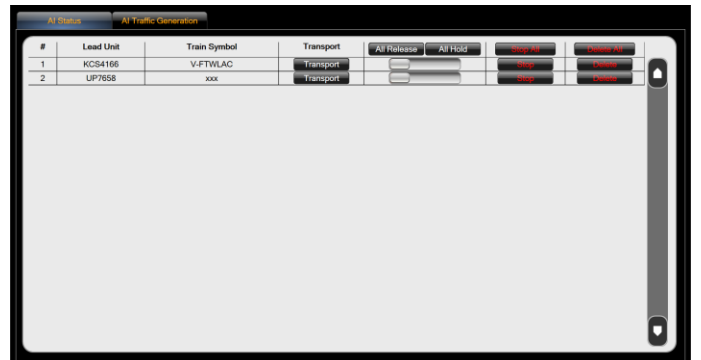 AI Status AI Traffic Generation
# Lead Unit Train Symbol Transport All Release All Hold Stop All Delete All
1 KCS4166 V-FTWLAC Transport Stop Delete
2 UP7658 xxx Transport Stop Delete